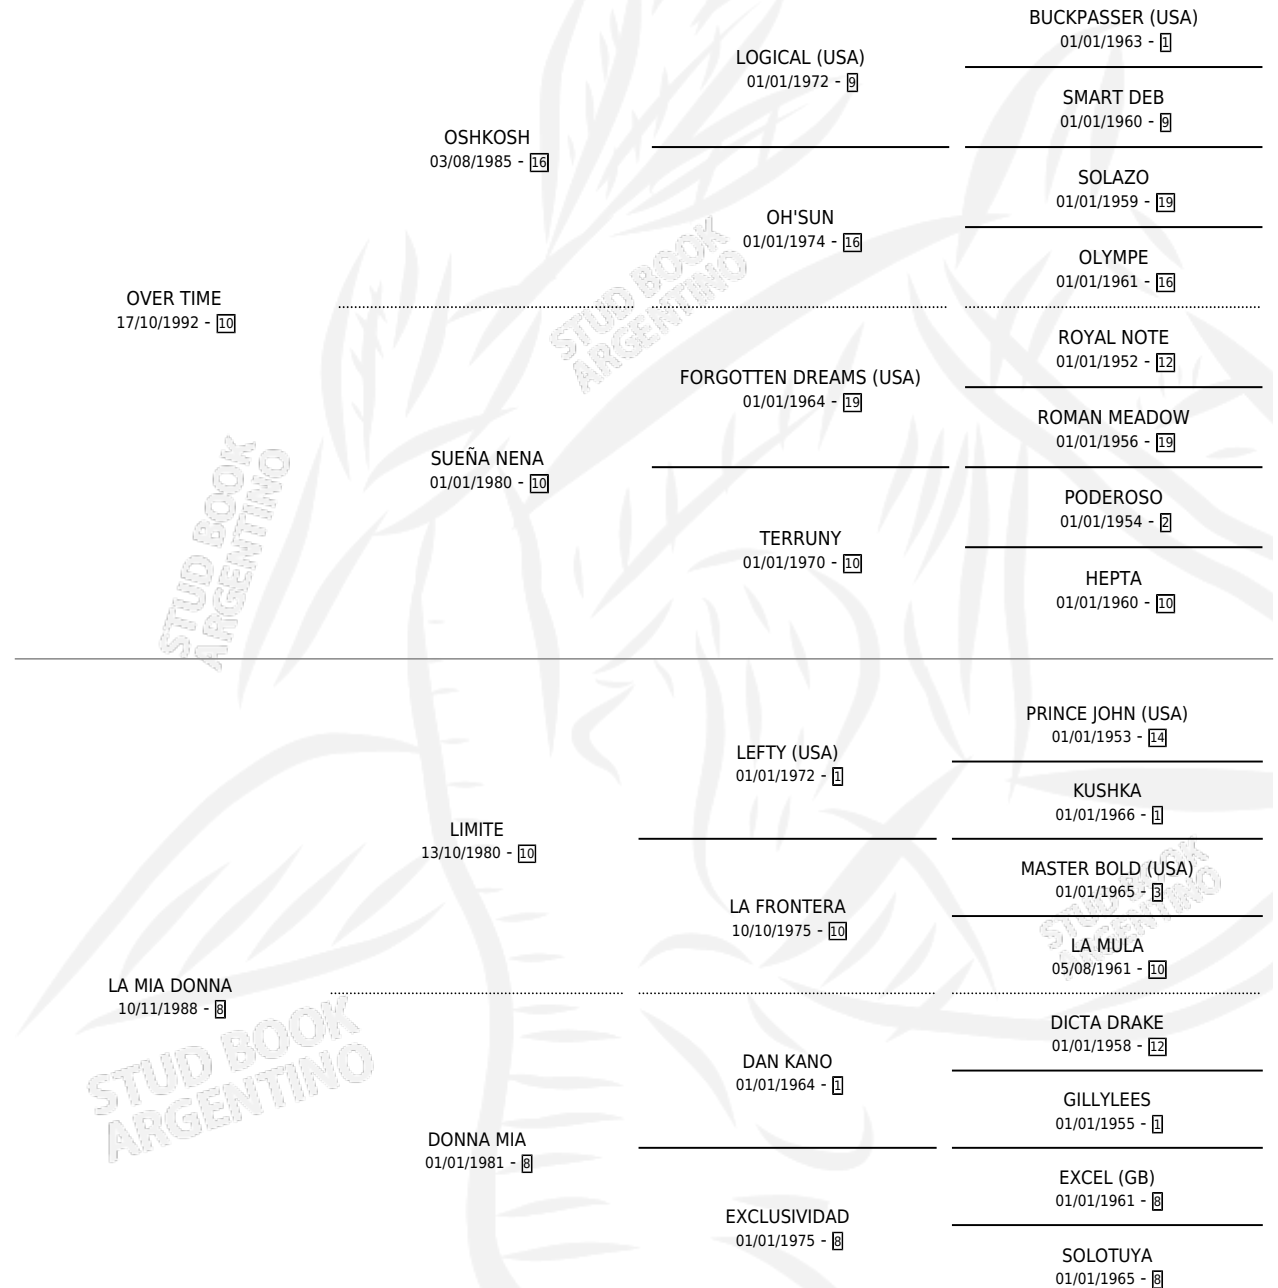 BUCKPASSER (USA)
01/01/1963 - 1
LOGICAL (USA)
01/01/1972 - 9
SMART DEB
01/01/1960 - 9
OSHKOSH
03/08/1985 - 16
SOLAZO
01/01/1959 - 19
OH'SUN
01/01/1974 - 16
OLYMPE
01/01/1961 - 16
OVER TIME
17/10/1992 - 10
ROYAL NOTE
01/01/1952 - 12
FORGOTTEN DREAMS (USA)
01/01/1964 - 19
ROMAN MEADOW
01/01/1956 - 19
SUEÑA NENA
01/01/1980 - 10
PODEROSO
01/01/1954 - 2
TERRUNY
01/01/1970 - 10
HEPTA
01/01/1960 - 10
PRINCE JOHN (USA)
01/01/1953 - 14
LEFTY (USA)
01/01/1972 - 1
KUSHKA
01/01/1966 - 1
LIMITE
13/10/1980 - 10
MASTER BOLD (USA)
01/01/1965 - 3
LA FRONTERA
10/10/1975 - 10
LA MULA
05/08/1961 - 10
LA MIA DONNA
10/11/1988 - 8
DICTA DRAKE
01/01/1958 - 12
DAN KANO
01/01/1964 - 1
GILLYLEES
01/01/1955 - 1
DONNA MIA
01/01/1981 - 8
EXCEL (GB)
01/01/1961 - 8
EXCLUSIVIDAD
01/01/1975 - 8
SOLOTUYA
01/01/1965 - 8
STUD BOOK
ARGENTINO
STUD BOOK
ARGENTINO
STUD BOOK
ARGENTINO
STUD BOOK
ARGENTINO